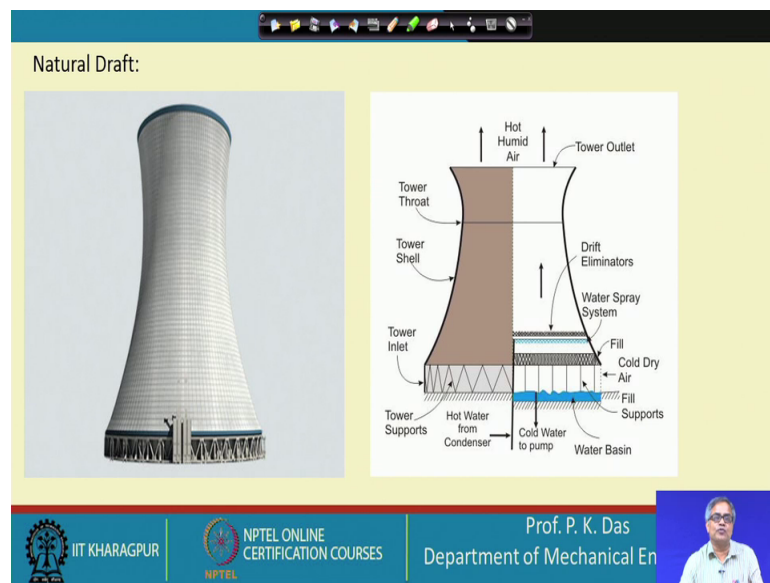 Natural Draft:
Hot
Humid
Air
Tower Outlet
Tower
Throat
Tower
Shell
Drift
Eliminators
Water Spray
System
Tower
Inlet
Fill
Cold Dry
Air
Fill
Supports
Tower
Supports
Hot Water
from
Condenser
Cold Water
to pump
Water Basin
IIT KHARAGPUR
NPTEL
NPTEL ONLINE
CERTIFICATION COURSES
Prof. P. K. Das
Department of Mechanical En